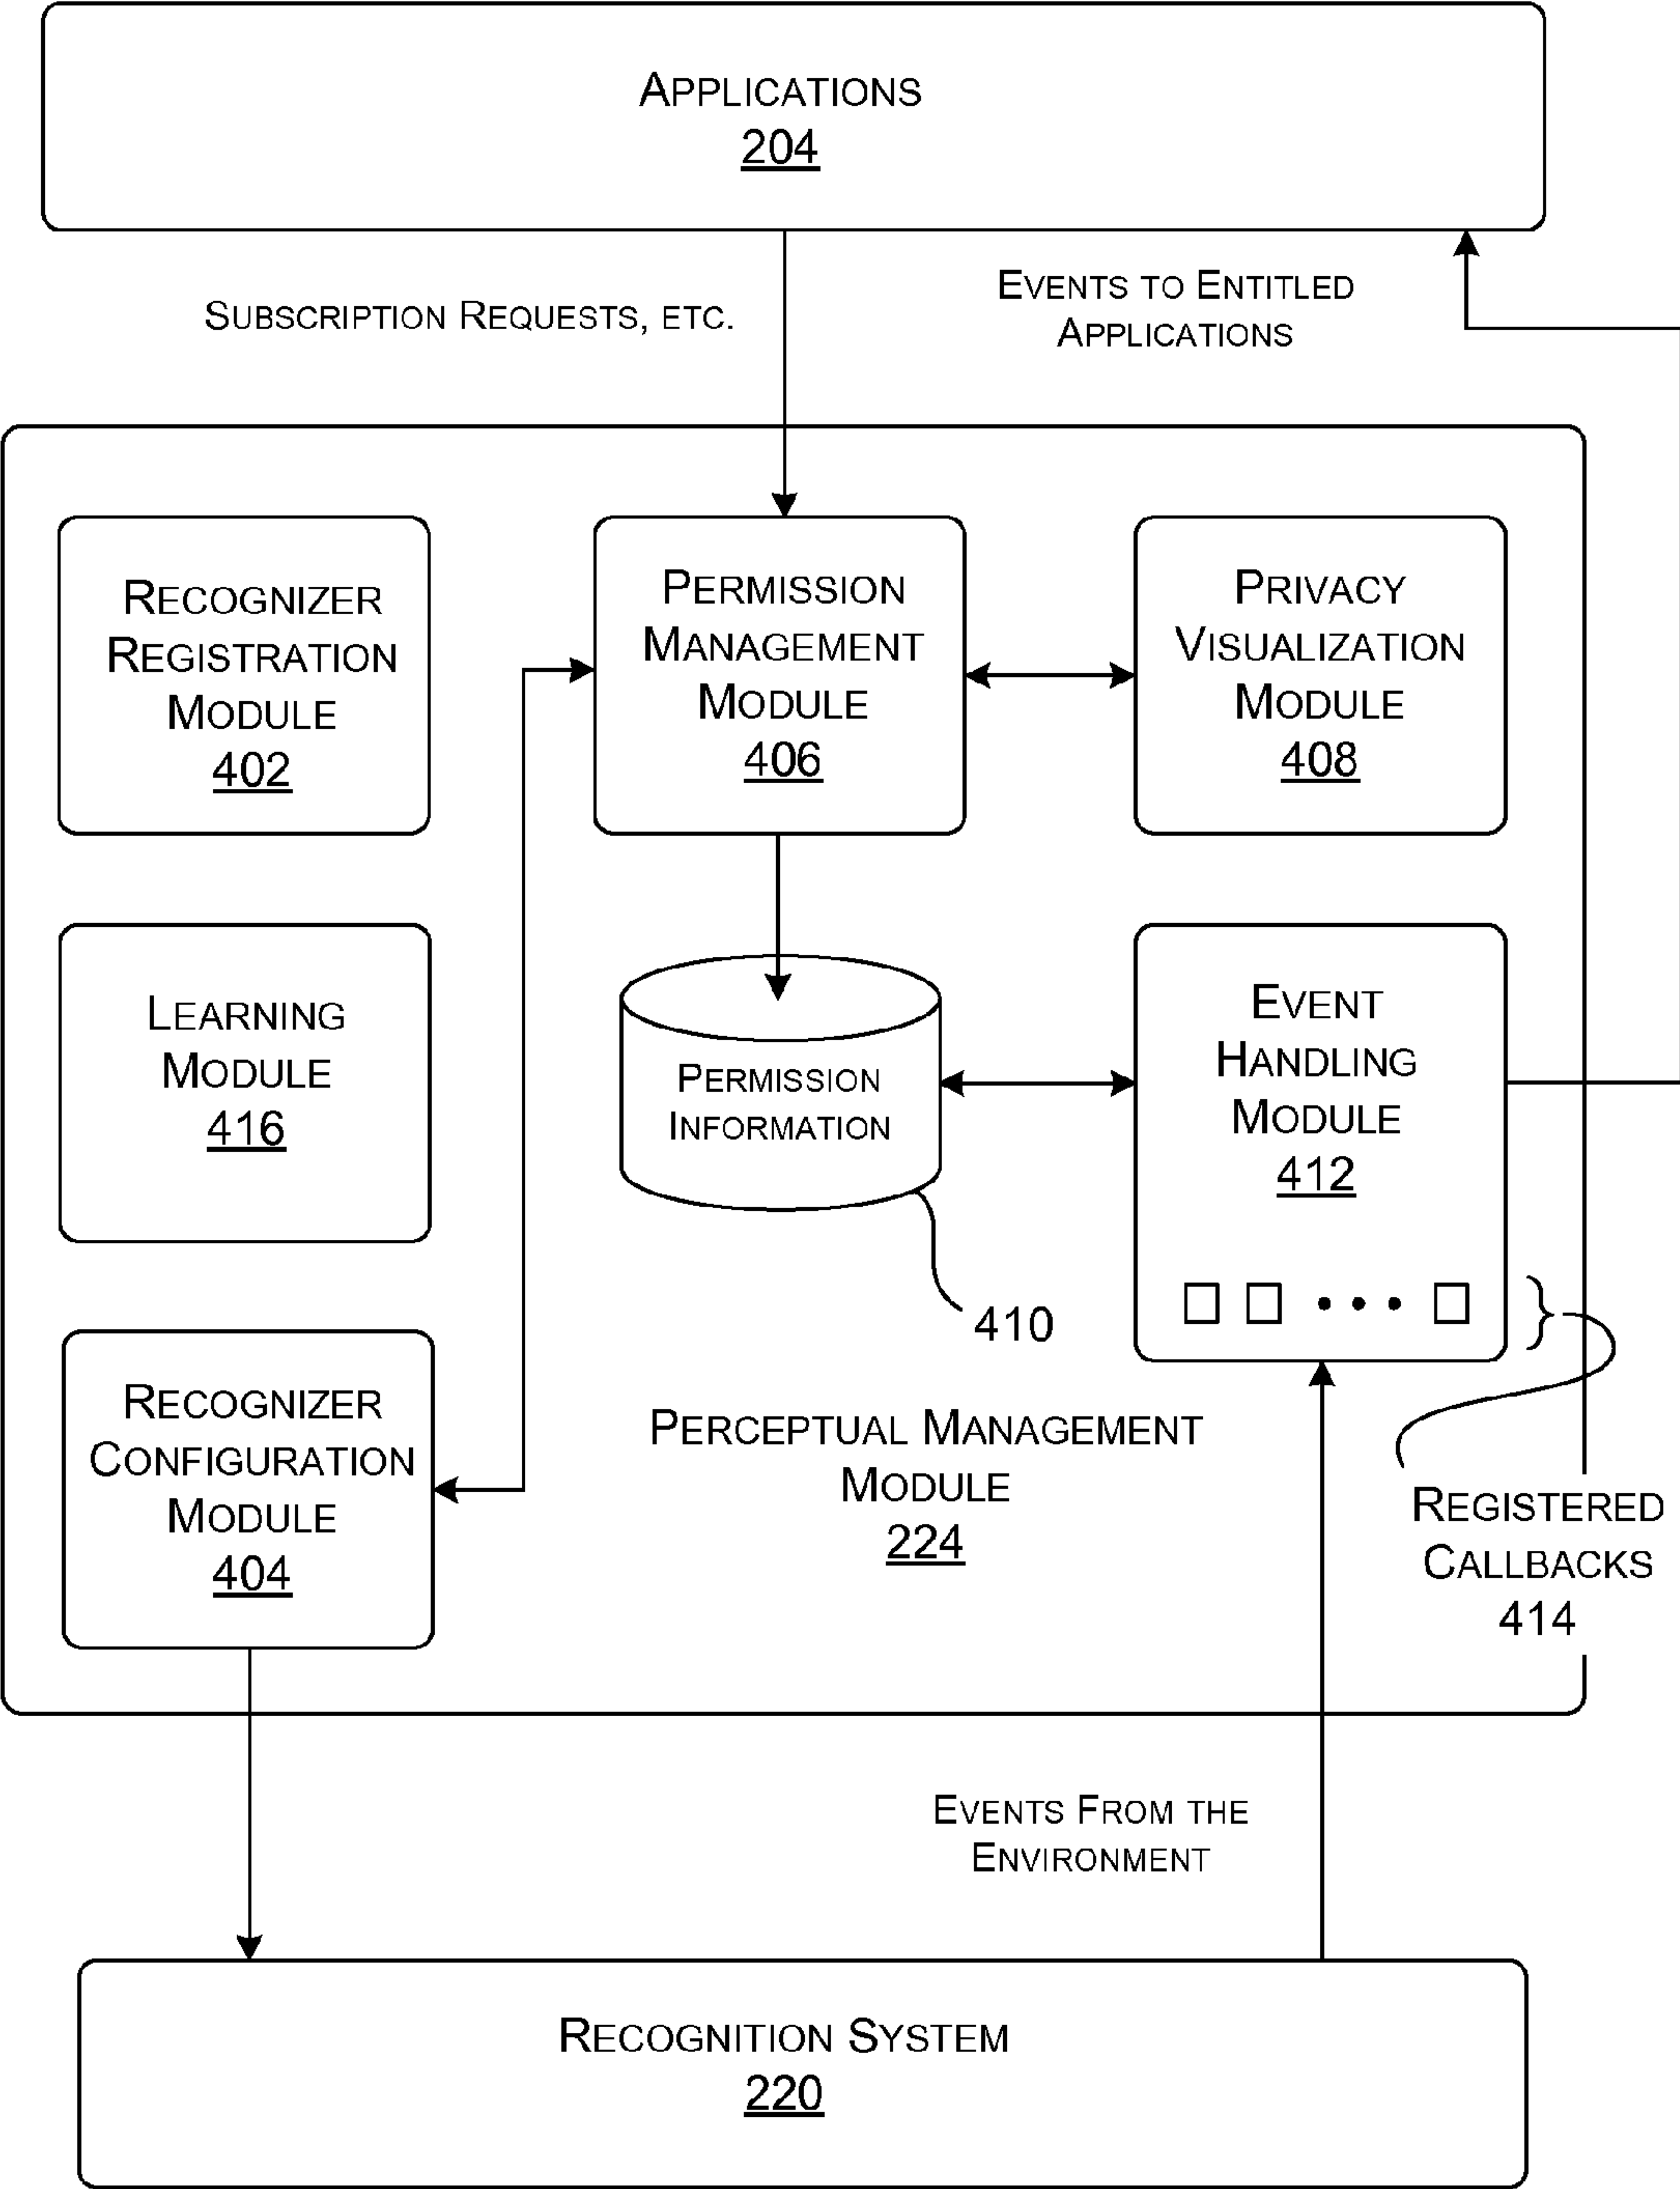 APPLICATIONS
204
SUBSCRIPTION REQUESTS, ETC.
EVENTS TO ENTITLED
APPLICATIONS
RECOGNIZER
REGISTRATION
MODULE
402
PERMISSION
MANAGEMENT
MODULE
406
PRIVACY
VISUALIZATION
MODULE
408
LEARNING
MODULE
416
PERMISSION
INFORMATION
410
EVENT
HANDLING
MODULE
412
RECOGNIZER
CONFIGURATION
MODULE
404
PERCEPTUAL MANAGEMENT
MODULE
224
REGISTERED
CALLBACKS
414
EVENTS FROM THE
ENVIRONMENT
RECOGNITION SYSTEM
220